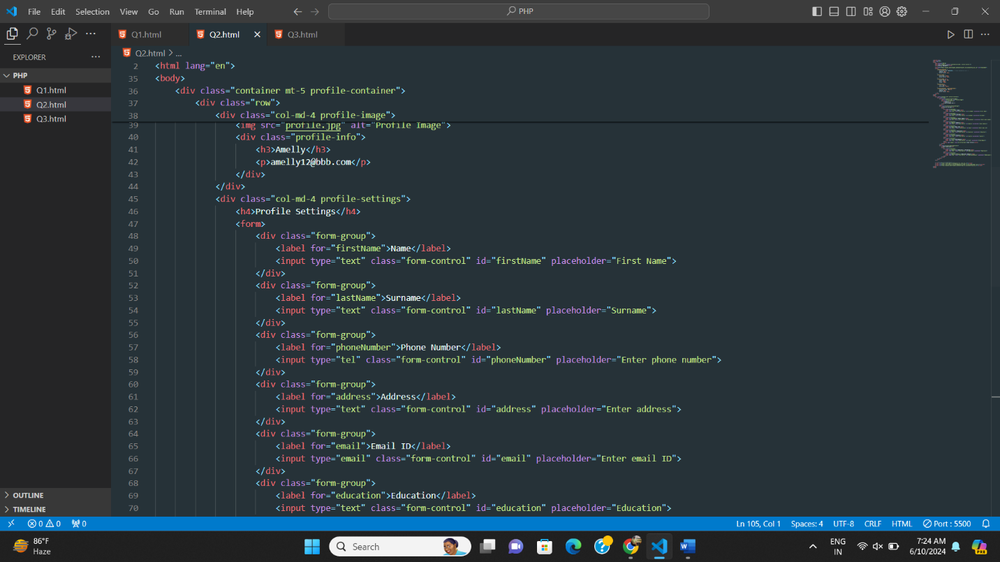 File Edit Selection View Go Run Terminal Help
PHP
Q1.html Q2.html Q3.html
EXPLORER
PHP
Q1.html
Q2.html
Q3.html
OUTLINE
TIMELINE
Q2.html > ...
2 <html lang="en">
35 <body>
36 <div class="container mt-5 profile-container">
37 <div class="row">
38 <div class="col-md-4 profile-image">
39 <img src="profile.jpg" alt="Profile Image">
40 <div class="profile-info">
41 <h3>Amelly</h3>
42 <p>amelly12@bbb.com</p>
43 </div>
44 </div>
45 <div class="col-md-4 profile-settings">
46 <h4>Profile Settings</h4>
47 <form>
48 <div class="form-group">
49 <label for="firstName">Name</label>
50 <input type="text" class="form-control" id="firstName" placeholder="First Name">
51 </div>
52 <div class="form-group">
53 <label for="lastName">Surname</label>
54 <input type="text" class="form-control" id="lastName" placeholder="Surname">
55 </div>
56 <div class="form-group">
57 <label for="phoneNumber">Phone Number</label>
58 <input type="tel" class="form-control" id="phoneNumber" placeholder="Enter phone number">
59 </div>
60 <div class="form-group">
61 <label for="address">Address</label>
62 <input type="text" class="form-control" id="address" placeholder="Enter address">
63 </div>
64 <div class="form-group">
65 <label for="email">Email ID</label>
66 <input type="email" class="form-control" id="email" placeholder="Enter email ID">
67 </div>
68 <div class="form-group">
69 <label for="education">Education</label>
70 <input type="text" class="form-control" id="education" placeholder="Education">
0 0 0
Ln 105, Col 1 Spaces: 4 UTF-8 CRLF HTML Port : 5500
86°F
Haze
Search
ENG
IN
7:24 AM
6/10/2024
PRE